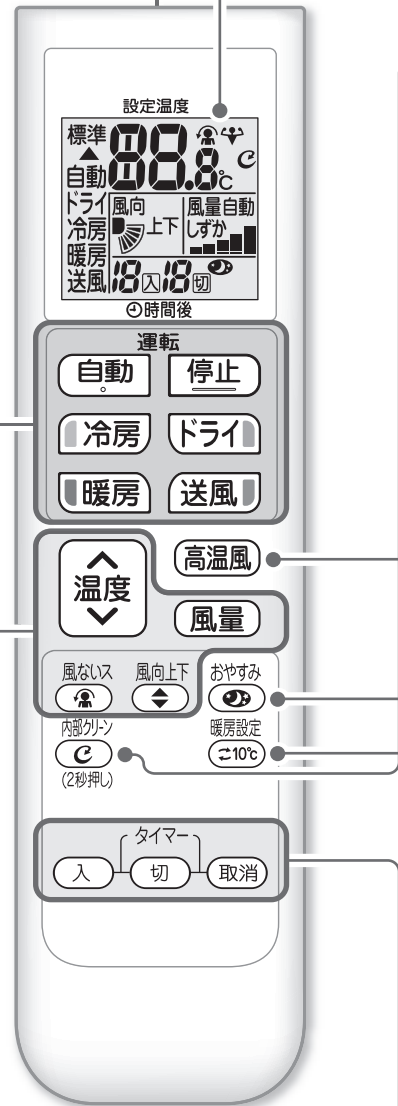 設定温度
標準
自動
88.8℃
ドライ
冷房
暖房
送風
風向
上下
風量自動
しずか
18入18切
時間後
運転
自動 停止
冷房 ドライ
暖房 送風
温度
高温風
風量
風ないス 風向上下 おやすみ
内部クリーン 暖房設定
10℃
(2秒押し)
タイマー
入 切 取消